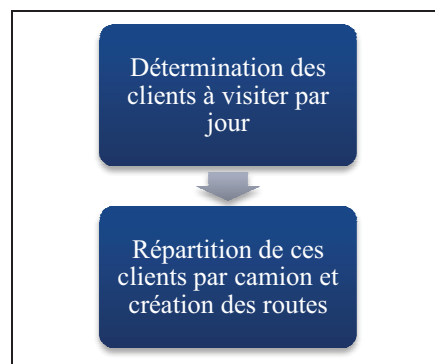 Détermination des
clients à visiter par
jour
Répartition de ces
clients par camion et
création des routes